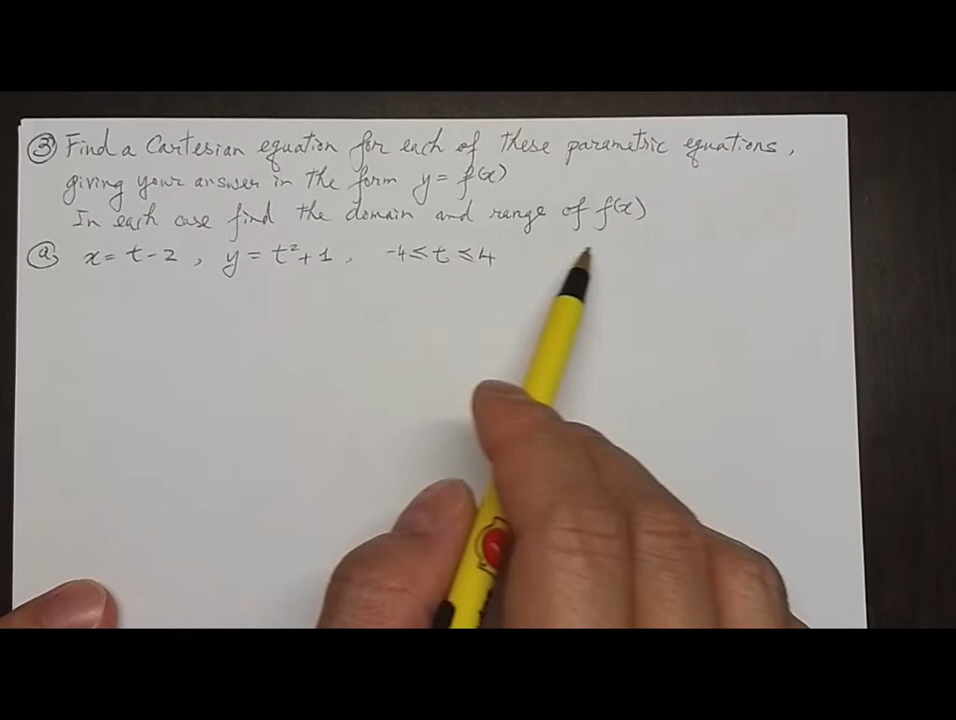 ③ Find a Cartesian equation for each of these parametric equations,
giving your answer in the form y = f(x)
In each case find the domain and range of f(x)
ⓐ x = t - 2 , y = t² + 1 , -4 ≤ t ≤ 4